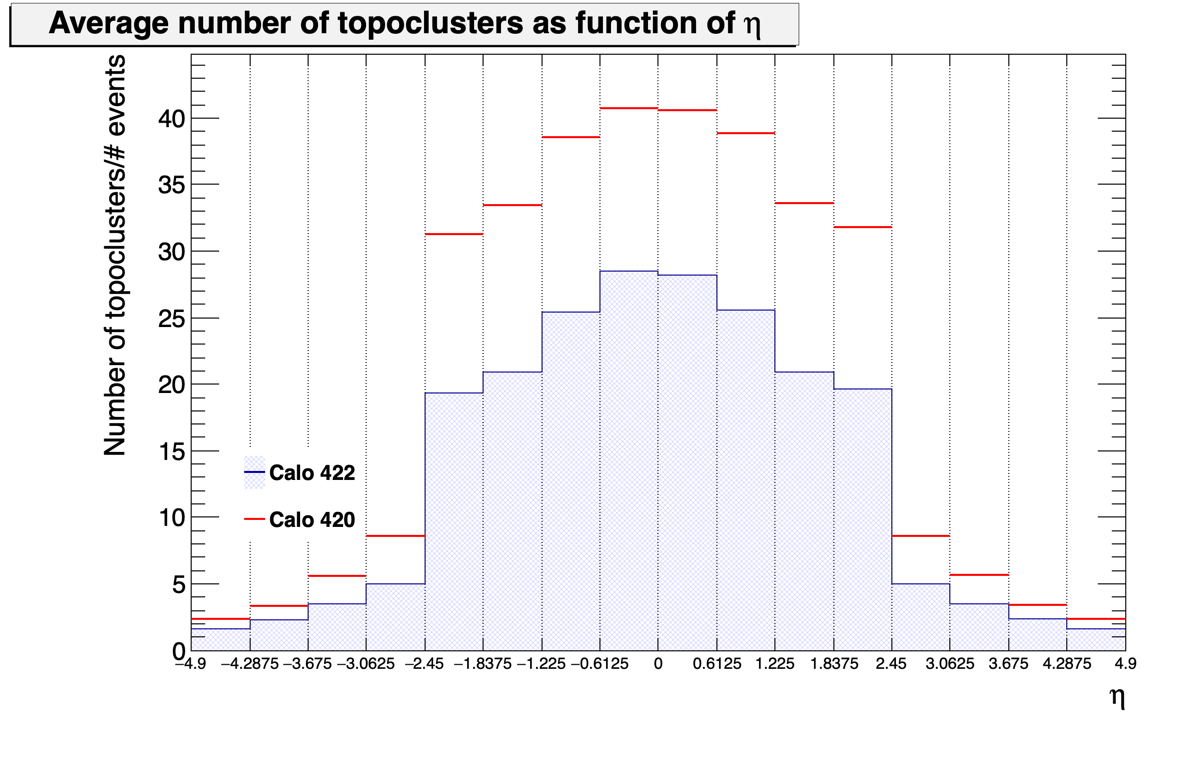 Average number of topoclusters as function of η
Number of topoclusters/# events
40
35
30
25
20
15
10
5
0
Calo 422
Calo 420
−4.9 −4.2875 −3.675 −3.0625 −2.45 −1.8375 −1.225 −0.6125 0 0.6125 1.225 1.8375 2.45 3.0625 3.675 4.2875 4.9
η